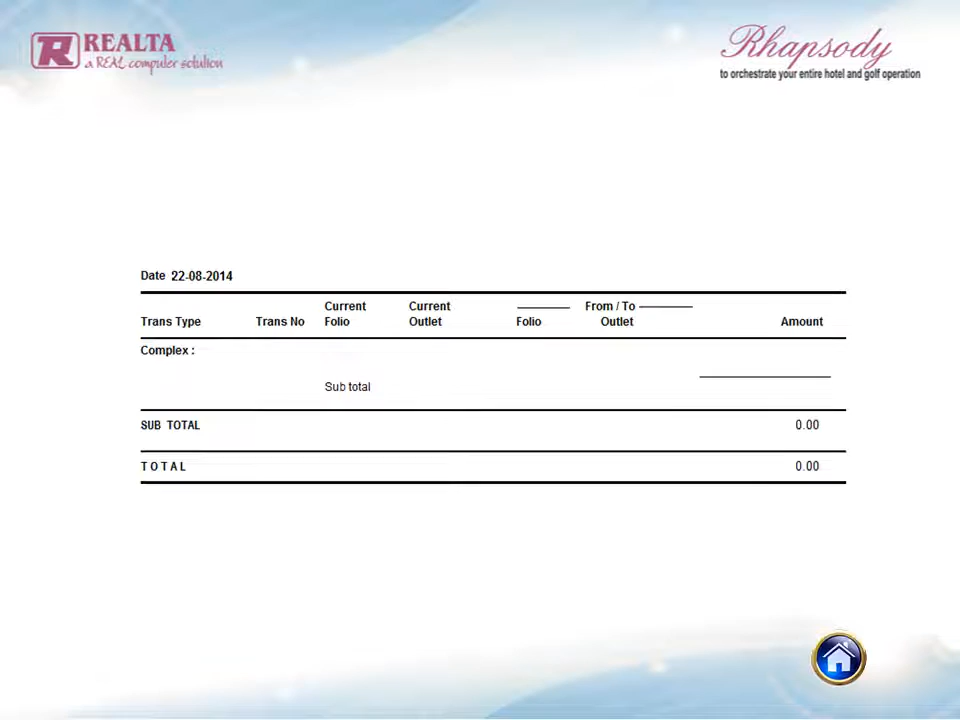 REALTA
a REAL computer solution
Rhapsody
to orchestrate your entire hotel and golf operation
Date 22-08-2014
Current Current From / To
Trans Type Trans No Folio Outlet Folio Outlet Amount
Complex :
Sub total
SUB TOTAL 0.00
T O T A L 0.00